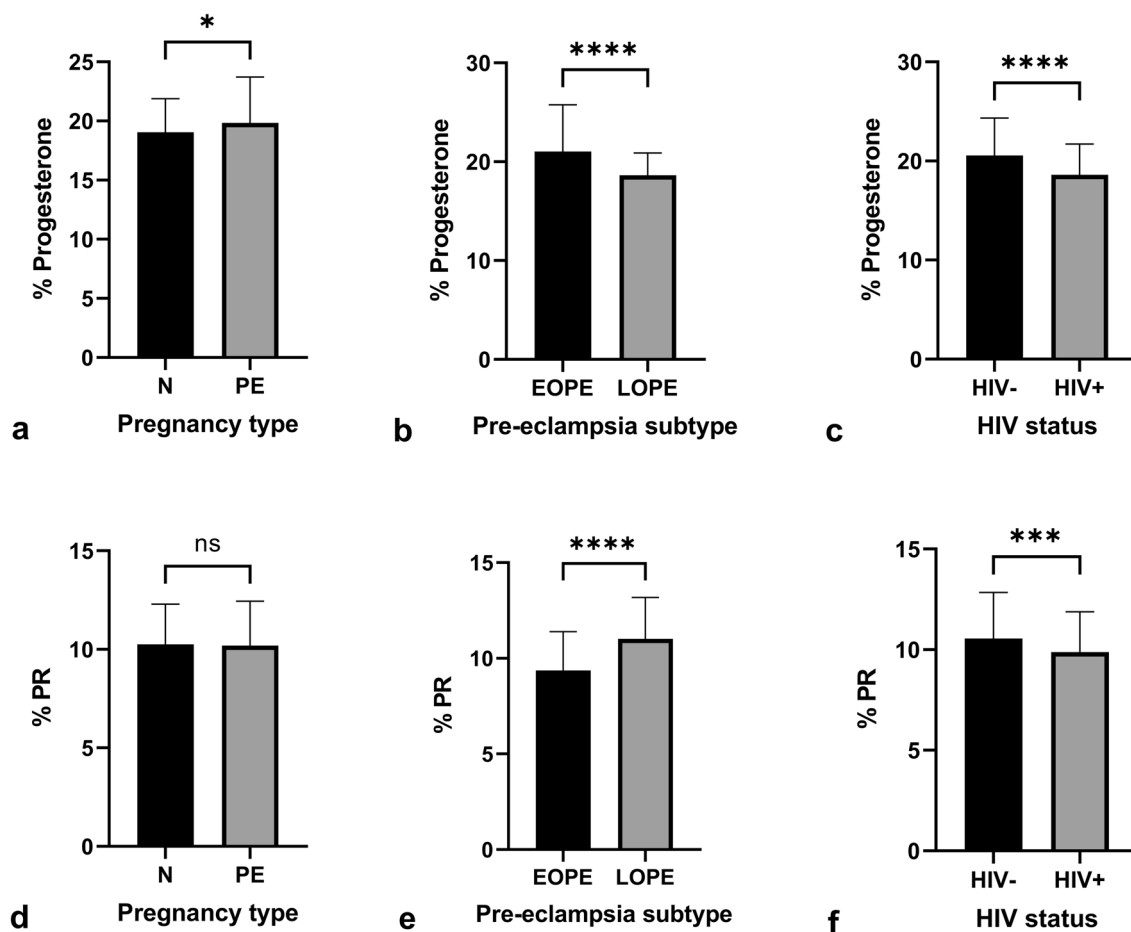 *
25
20
15
10
5
0
% Progesterone
N PE
Pregnancy type
a
****
30
20
10
0
% Progesterone
EOPE LOPE
Pre-eclampsia subtype
b
****
30
20
10
0
% Progesterone
HIV- HIV+
HIV status
c
ns
15
10
5
0
% PR
N PE
Pregnancy type
d
****
15
10
5
0
% PR
EOPE LOPE
Pre-eclampsia subtype
e
***
15
10
5
0
% PR
HIV- HIV+
HIV status
f